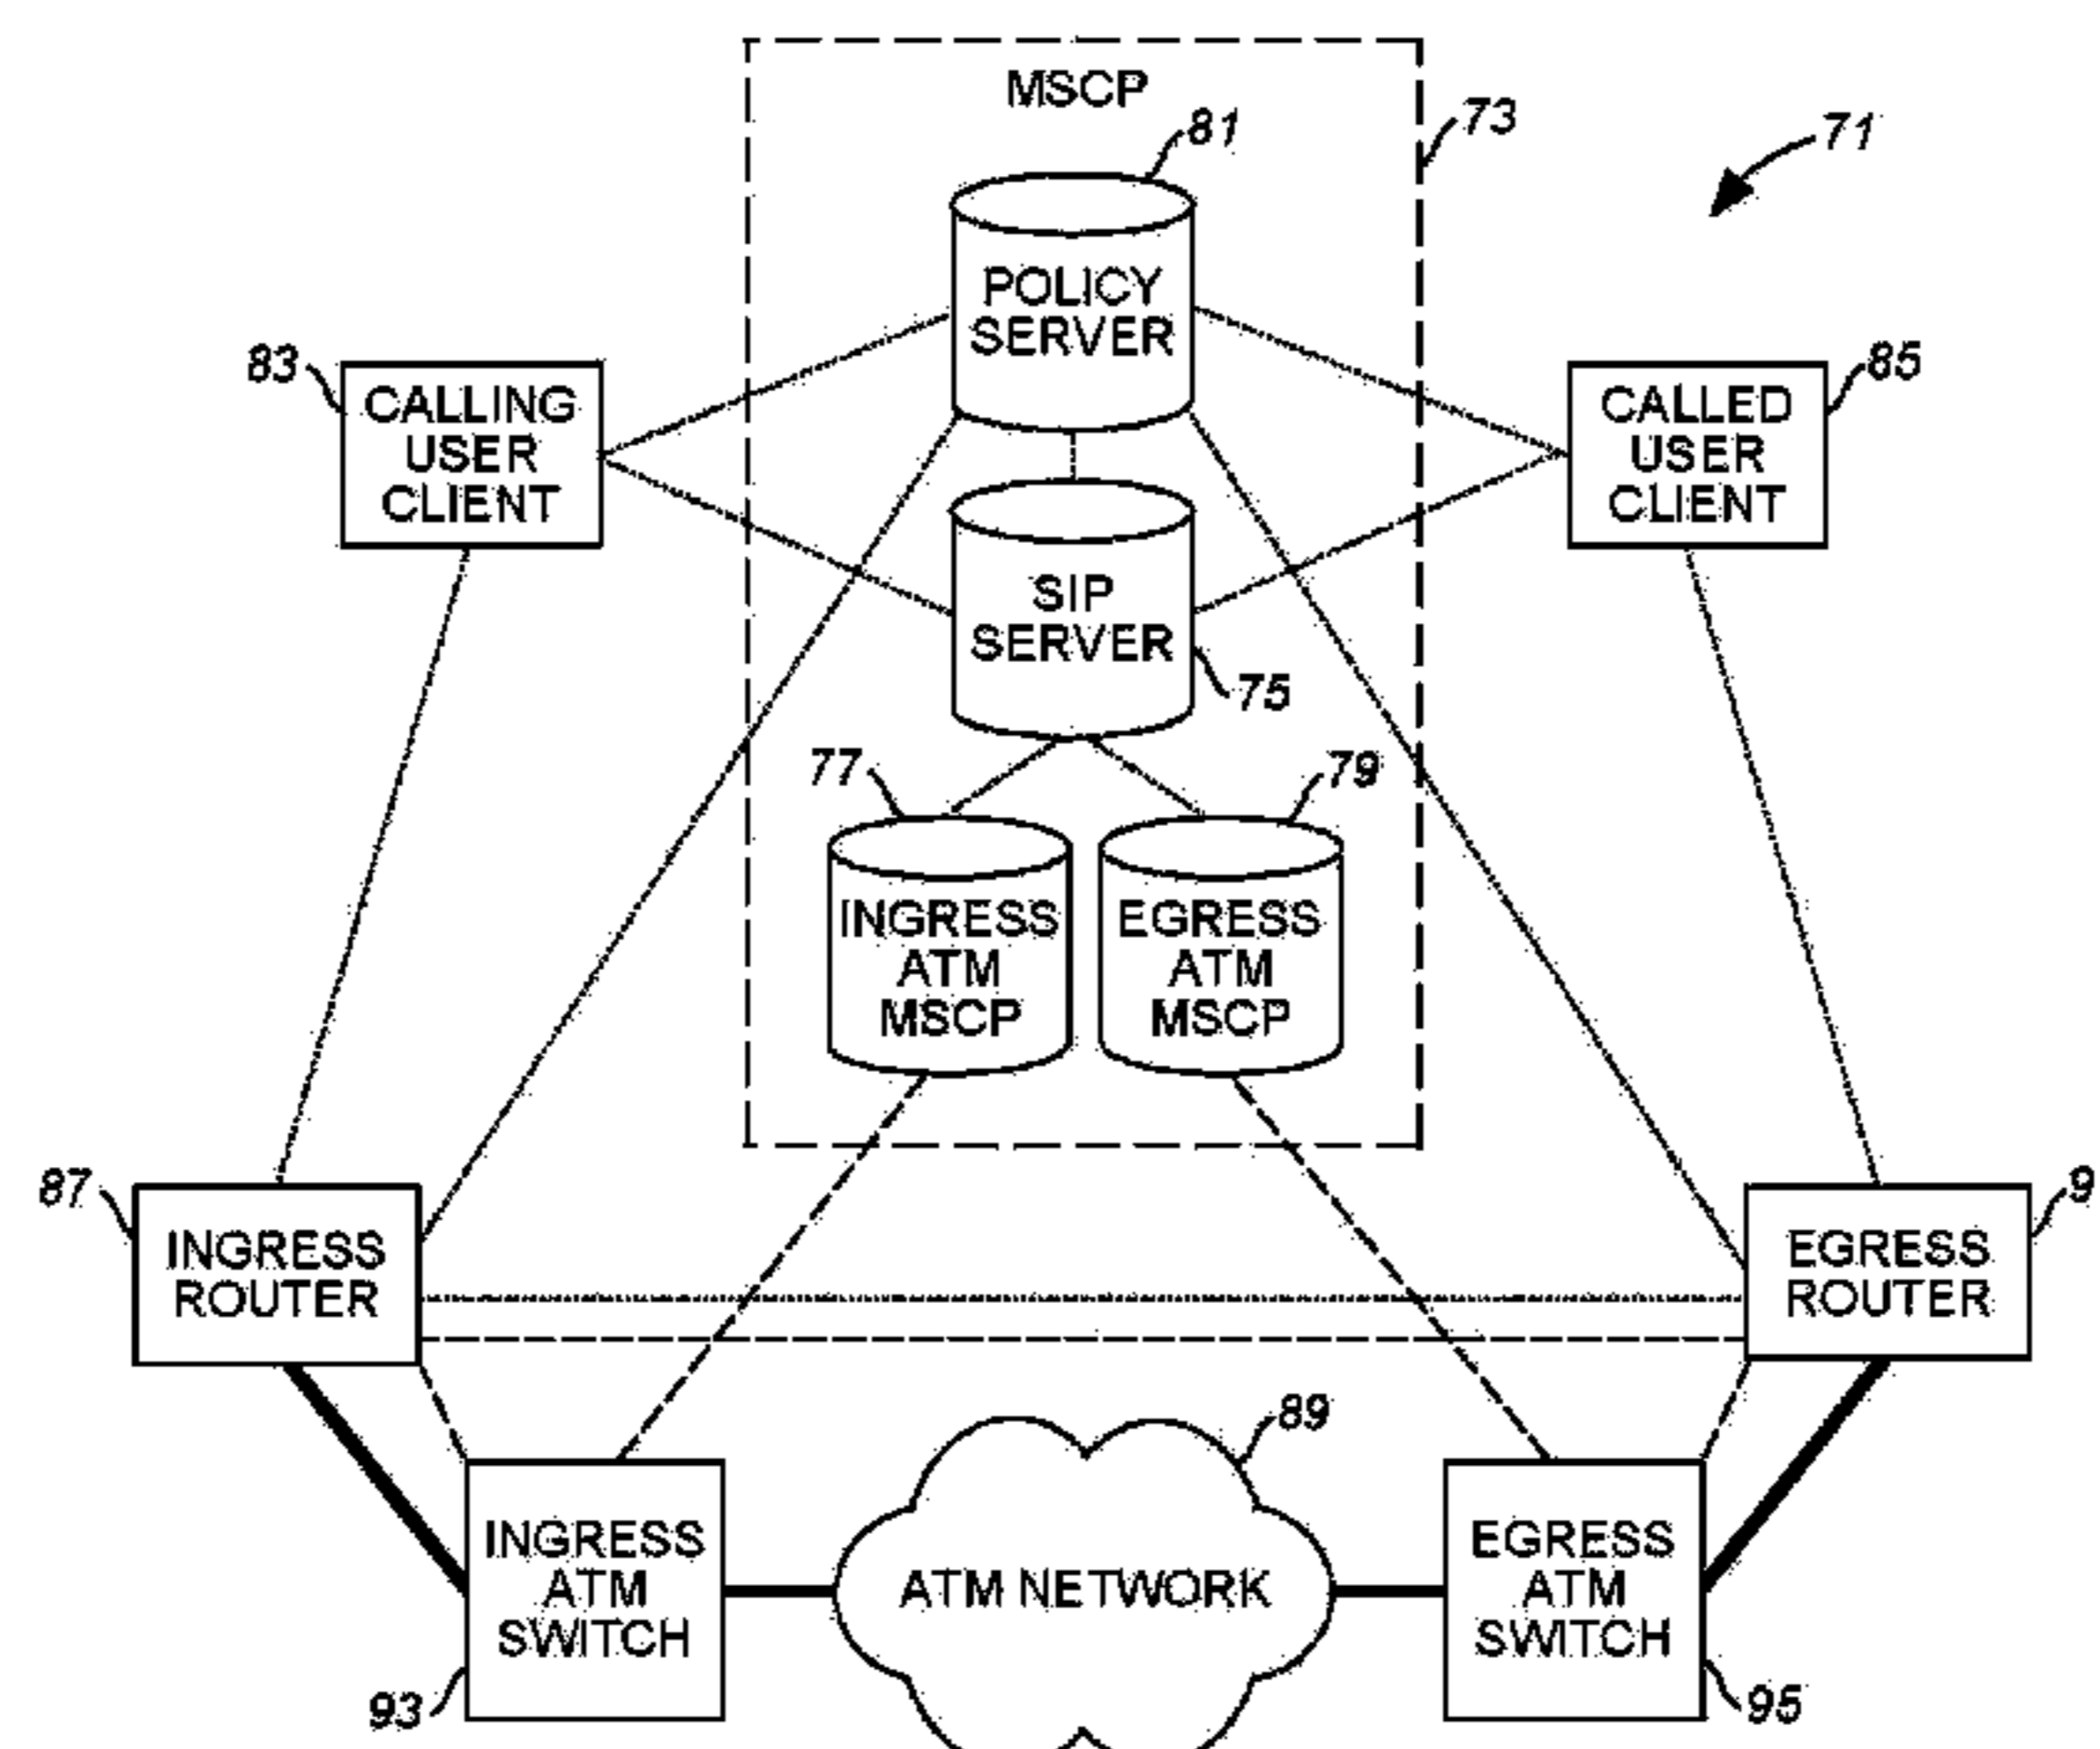 MSCP
73
71
81
POLICY
SERVER
83
CALLING
USER
CLIENT
85
CALLED
USER
CLIENT
SIP
SERVER
75
77
79
INGRESS
ATM
MSCP
EGRESS
ATM
MSCP
87
INGRESS
ROUTER
9
EGRESS
ROUTER
89
INGRESS
ATM
SWITCH
93
ATM NETWORK
EGRESS
ATM
SWITCH
95